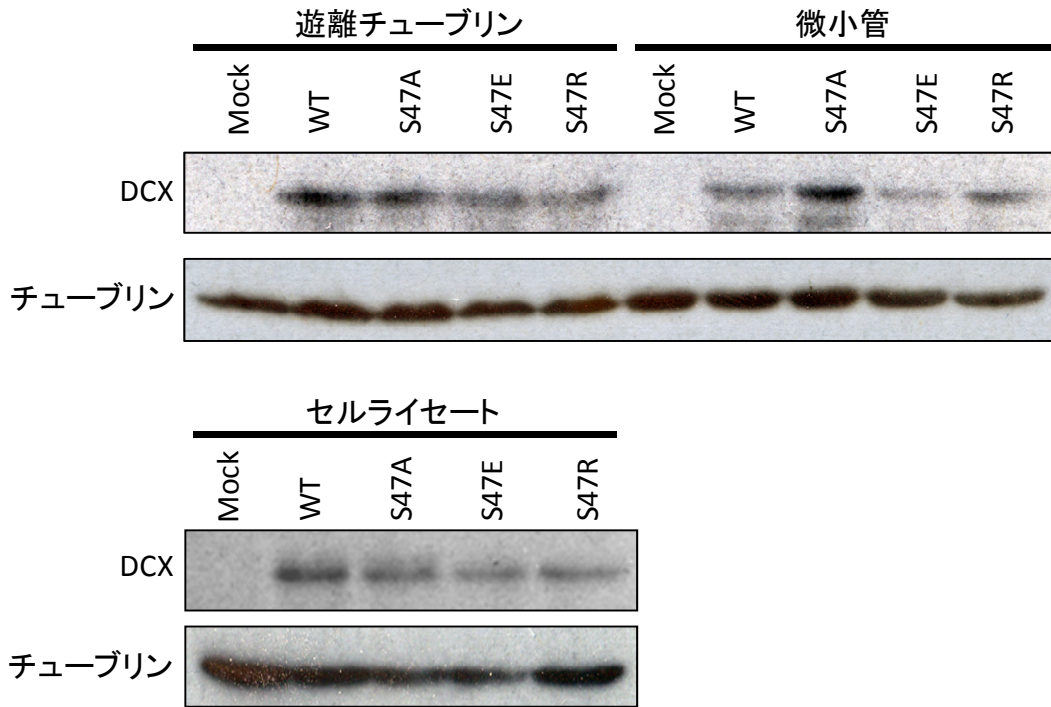 遊離チューブリン 微小管
Mock WT S47A S47E S47R Mock WT S47A S47E S47R
DCX
チューブリン
セルライセート
Mock WT S47A S47E S47R
DCX
チューブリン